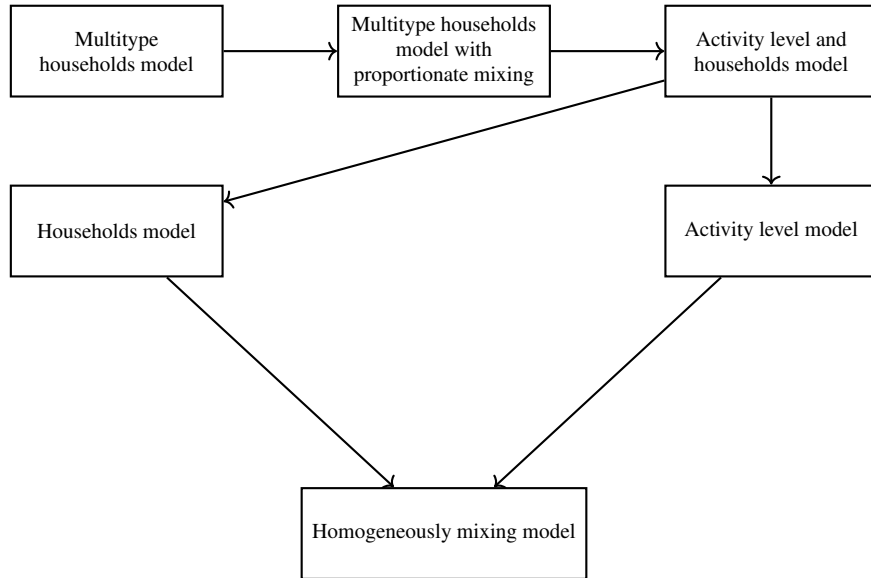 Multitype
households model
Multitype households
model with
proportionate mixing
Activity level and
households model
Households model
Activity level model
Homogeneously mixing model